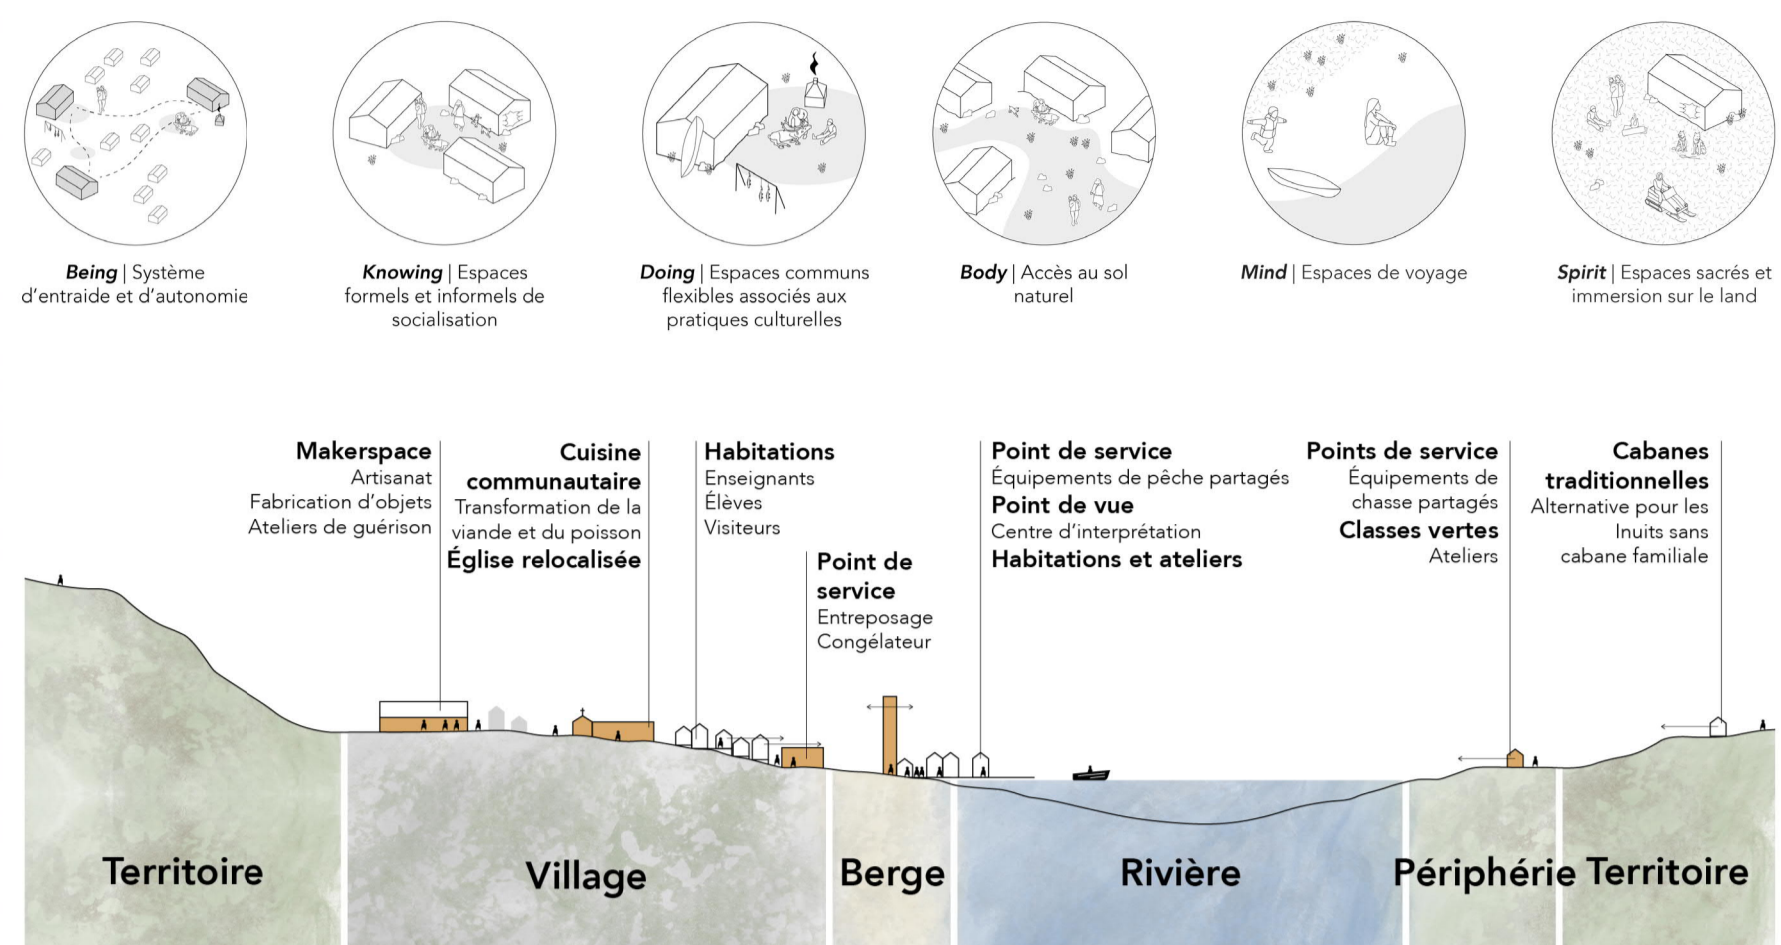 Being | Système
d'entraide et d'autonomie
Knowing | Espaces
formels et informels de
socialisation
Doing | Espaces communs
flexibles associés aux
pratiques culturelles
Body | Accès au sol
naturel
Mind | Espaces de voyage
Spirit | Espaces sacrés et
immersion sur le land
Makerspace
Artisanat
Fabrication d'objets
Ateliers de guérison
Cuisine
communautaire
Transformation de la
viande et du poisson
Église relocalisée
Habitations
Enseignants
Élèves
Visiteurs
Point de
service
Entreposage
Congélateur
Point de service
Équipements de pêche partagés
Point de vue
Centre d'interprétation
Habitations et ateliers
Points de service
Équipements de
chasse partagés
Classes vertes
Ateliers
Cabanes
traditionnelles
Alternative pour les
Inuits sans
cabane familiale
Territoire
Village
Berge
Rivière
Périphérie
Territoire